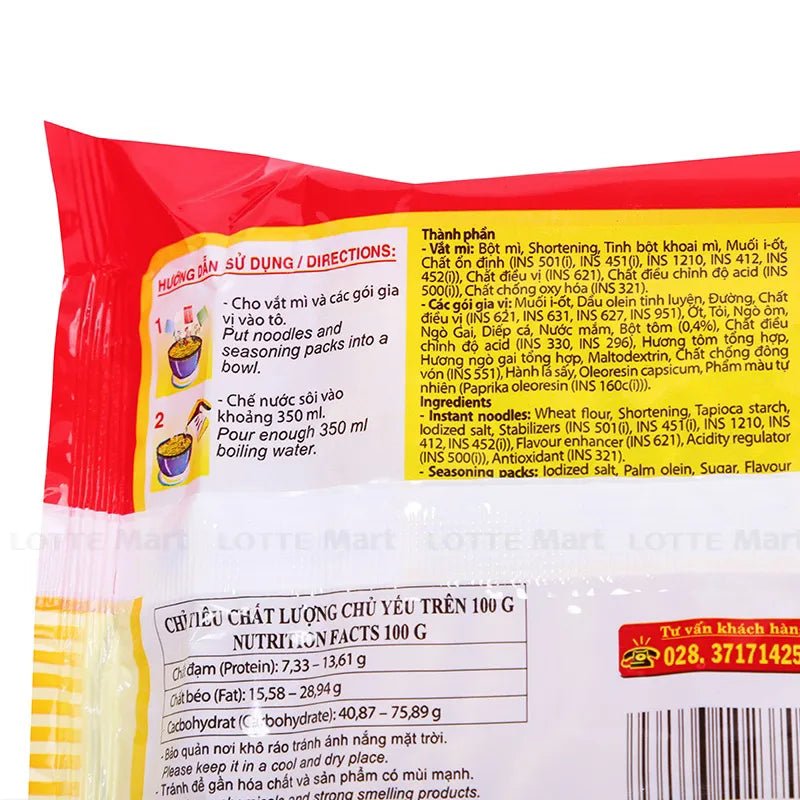 HƯỚNG DẪN SỬ DỤNG / DIRECTIONS:
1
- Cho vắt mì và các gói gia
vị vào tô.
Put noodles and
seasoning packs into a
bowl.
2
- Chế nước sôi vào
khoảng 350 ml.
Pour enough 350 ml
boiling water.
Thành phần
- Vắt mì: Bột mì, Shortening, Tinh bột khoai mì, Muối i-ốt,
Chất ổn định (INS 501(i), INS 451(i), INS 1210, INS 412, INS
452(i)), Chất điều vị (INS 621), Chất điều chỉnh độ acid (INS
500(i)), Chất chống oxy hóa (INS 321).
- Các gói gia vị: Muối i-ốt, Dầu olein tinh luyện, Đường, Chất
điều vị (INS 621, INS 631, INS 627, INS 951), Ớt, Tỏi, Ngò ôm,
Ngò Gai, Diếp cá, Nước mắm, Bột tôm (0,4%), Chất điều
chỉnh độ acid (INS 330, INS 296), Hương tôm tổng hợp,
Hương ngò gai tổng hợp, Maltodextrin, Chất chống đông
vón (INS 551), Hành lá sấy, Oleoresin capsicum, Phẩm màu tự
nhiên (Paprika oleoresin (INS 160c(i))).
Ingredients
- Instant noodles: Wheat flour, Shortening, Tapioca starch,
Iodized salt, Stabilizers (INS 501(i), INS 451(i), INS 1210, INS
412, INS 452(i)), Flavour enhancer (INS 621), Acidity regulator
(INS 500(i)), Antioxidant (INS 321).
- Seasoning packs: Iodized salt, Palm olein, Sugar, Flavour
LOTTE Mart LOTTE Mart LOTTE Mart LOTTE Mart
CHỈ TIÊU CHẤT LƯỢNG CHỦ YẾU TRÊN 100 G
NUTRITION FACTS 100 G
Chất đạm (Protein): 7,33 – 13,61 g
Chất béo (Fat): 15,58 – 28,94 g
Cacbohydrat (Carbohydrate): 40,87 – 75,89 g
- Bảo quản nơi khô ráo tránh ánh nắng mặt trời.
Please keep it in a cool and dry place.
- Tránh để gần hóa chất và sản phẩm có mùi mạnh.
and strong smelling products.
Tư vấn khách hàn
028. 3717142